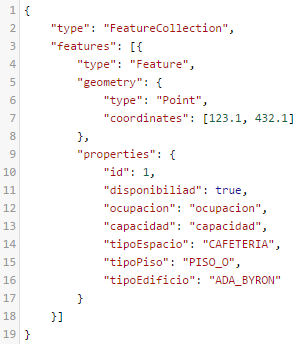 1 {
2 "type": "FeatureCollection",
3 "features": [{
4 "type": "Feature",
5 "geometry": {
6 "type": "Point",
7 "coordinates": [123.1, 432.1]
8 },
9 "properties": {
10 "id": 1,
11 "disponibiliad": true,
12 "ocupacion": "ocupacion",
13 "capacidad": "capacidad",
14 "tipoEspacio": "CAFETERIA",
15 "tipoPiso": "PISO_O",
16 "tipoEdificio": "ADA_BYRON"
17 }
18 }]
19 }